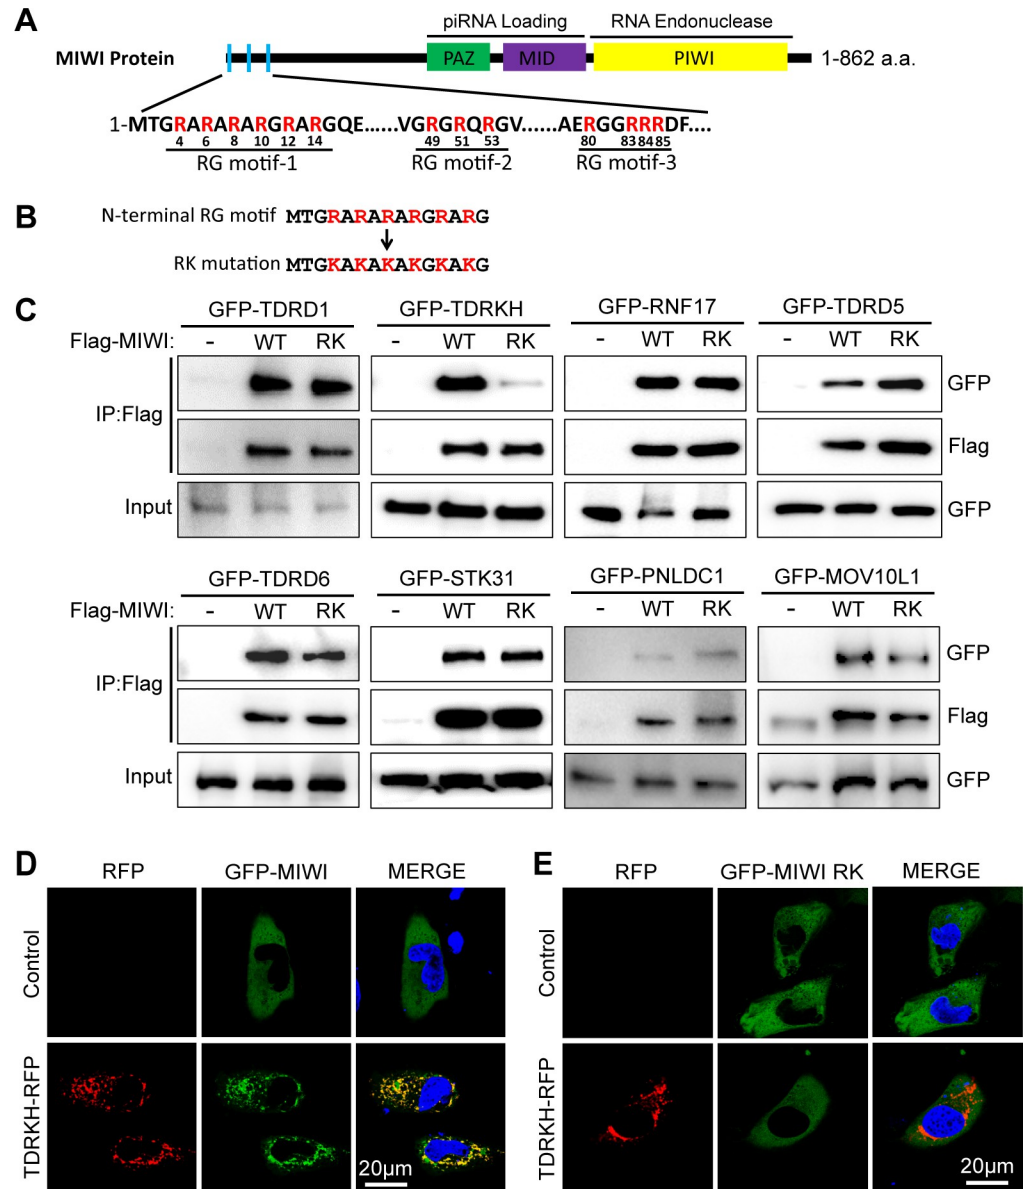 A
piRNA Loading RNA Endonuclease
MIWI Protein PAZ MID PIWI 1-862 a.a.
1-MTGRARARARGRARGQE......VGRGRQRGV......AERGGRRRDF....
4 6 8 10 12 14 49 51 53 80 83 84 85
RG motif-1 RG motif-2 RG motif-3
B
N-terminal RG motif MTGRARARARGRARG
RK mutation MTGKAKAKAKGKAKG
C
GFP-TDRD1 GFP-TDRKH GFP-RNF17 GFP-TDRD5
Flag-MIWI: - WT RK - WT RK - WT RK - WT RK
GFP
IP:Flag
Flag
Input GFP
GFP-TDRD6 GFP-STK31 GFP-PNLDC1 GFP-MOV10L1
Flag-MIWI: - WT RK - WT RK - WT RK - WT RK
GFP
IP:Flag
Flag
Input GFP
D
RFP GFP-MIWI MERGE
Control
TDRKH-RFP
20μm
E
RFP GFP-MIWI RK MERGE
Control
TDRKH-RFP
20μm